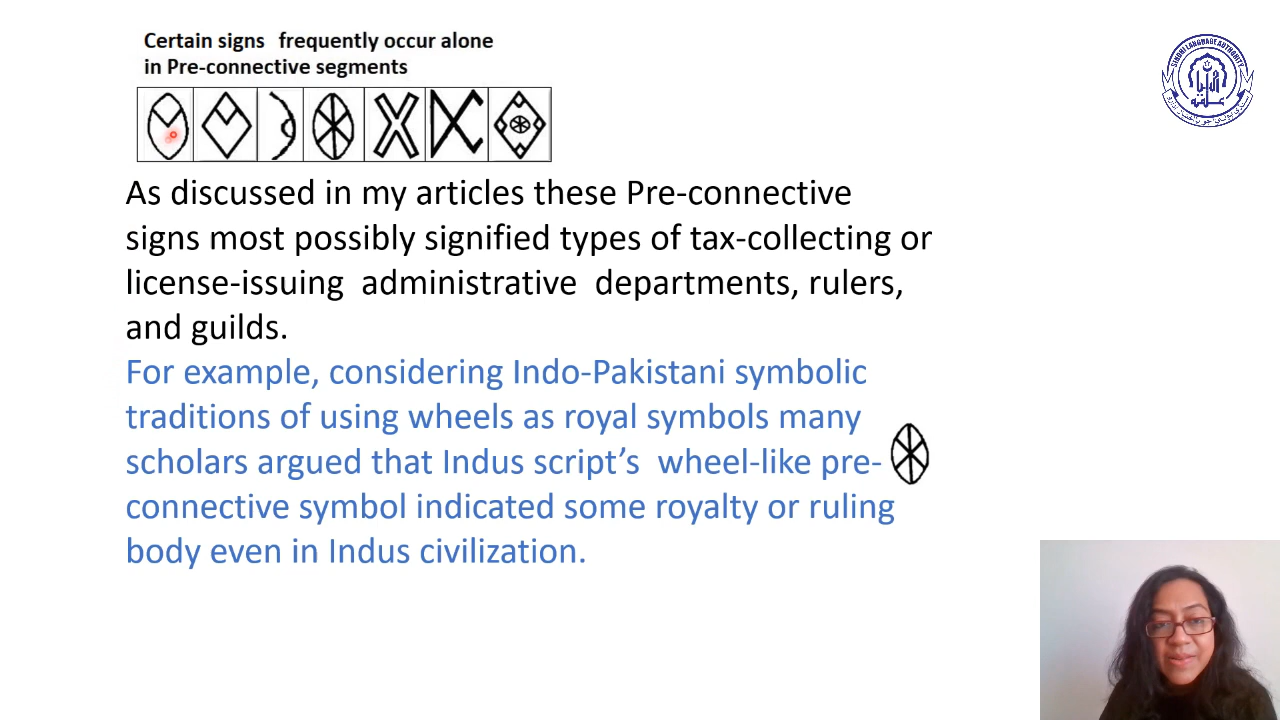 Certain signs frequently occur alone
in Pre-connective segments
As discussed in my articles these Pre-connective
signs most possibly signified types of tax-collecting or
license-issuing administrative departments, rulers,
and guilds.
For example, considering Indo-Pakistani symbolic
traditions of using wheels as royal symbols many
scholars argued that Indus script’s wheel-like pre-
connective symbol indicated some royalty or ruling
body even in Indus civilization.
SINDHI LANGUAGE AUTHORITY